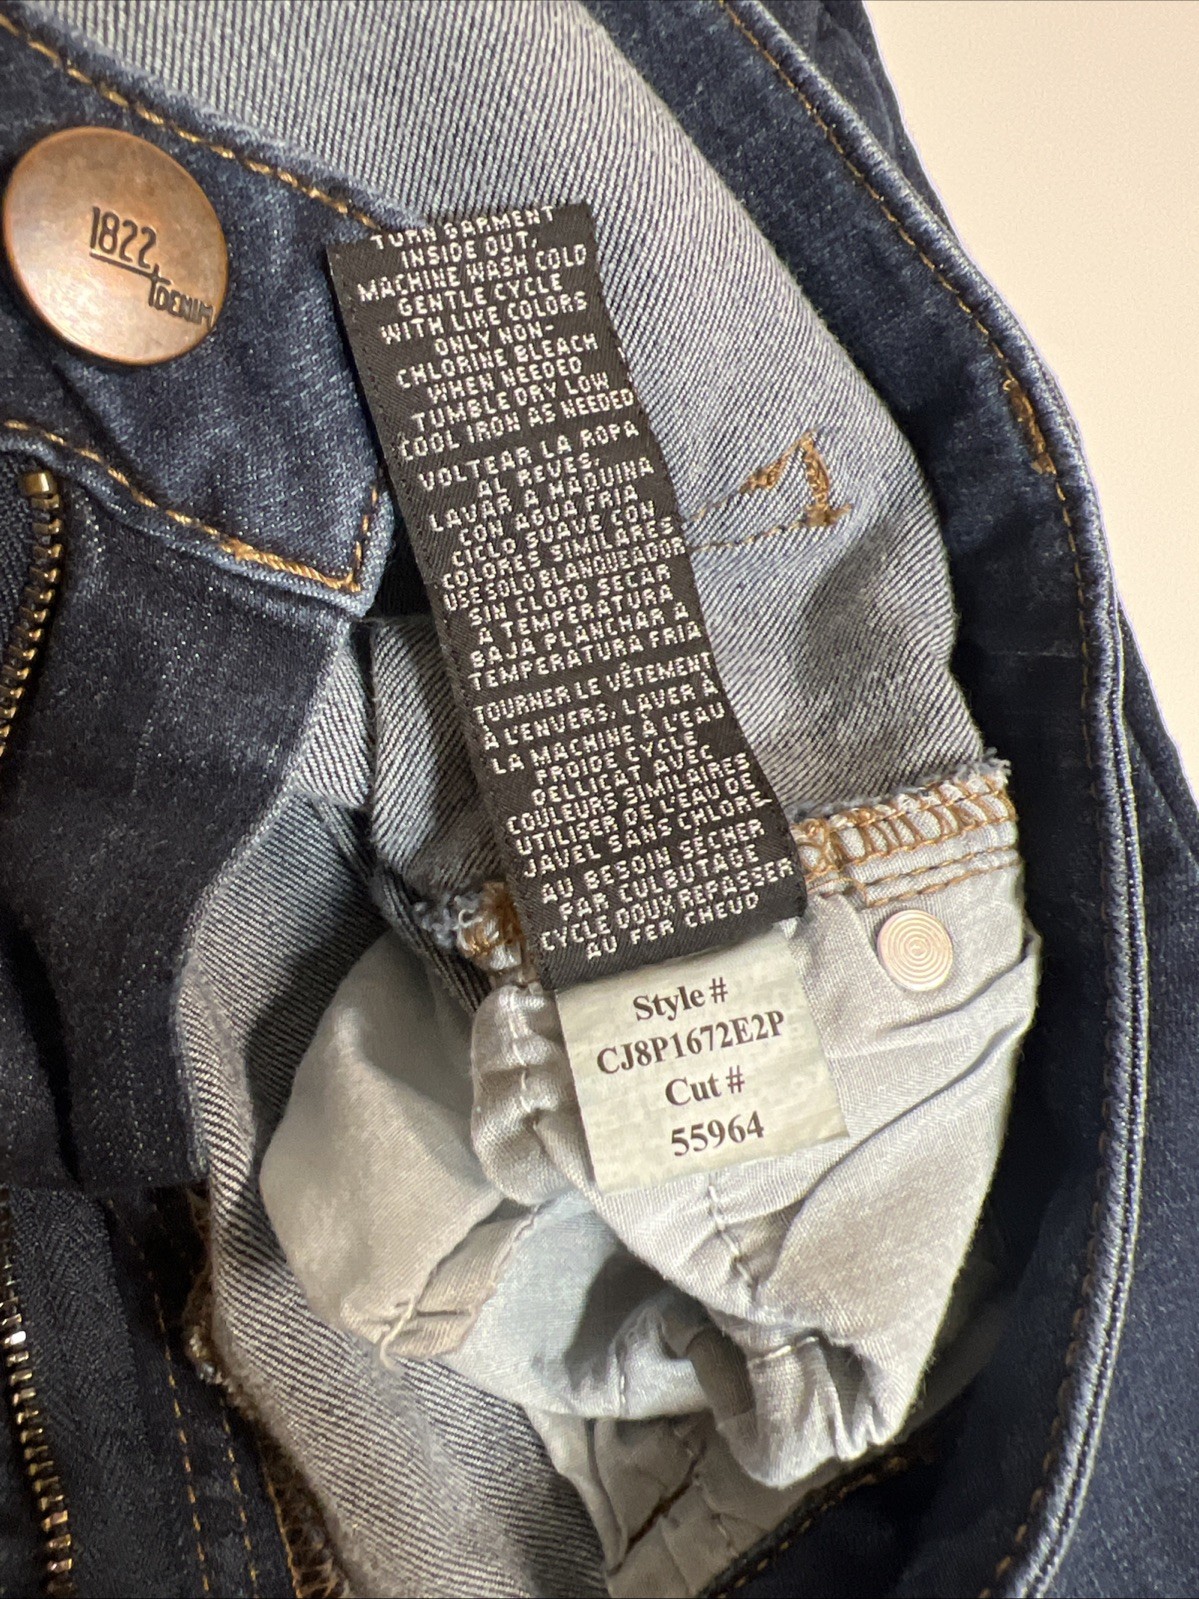 1822
DENIM
TURN GARMENT
INSIDE OUT,
MACHINE WASH COLD
GENTLE CYCLE
WITH LIKE COLORS
ONLY NON-
CHLORINE BLEACH
WHEN NEEDED
TUMBLE DRY LOW
COOL IRON AS NEEDED
VOLTEAR LA ROPA
AL REVES,
LAVAR A MAQUINA
CON AGUA FRIA
CICLO SUAVE CON
COLORES SIMILARES
USE SOLO BLANQUEADOR
SIN CLORO SECAR
A TEMPERATURA
BAJA PLANCHAR A
TEMPERATURA FRIA
TOURNER LE VÊTEMENT
À L'ENVERS, LAVER À
LA MACHINE À L'EAU
FROIDE CYCLE
DELLICAT AVEC
COULEURS SIMIAIRES
UTILISER DE L'EAU DE
JAVEL SANS CHLORE,
AU BESOIN SÉCHER
PAR CULBUTAGE
CYCLE DOUX REPASSER
AU FER CHEUD
Style #
CJ8P1672E2P
Cut #
55964